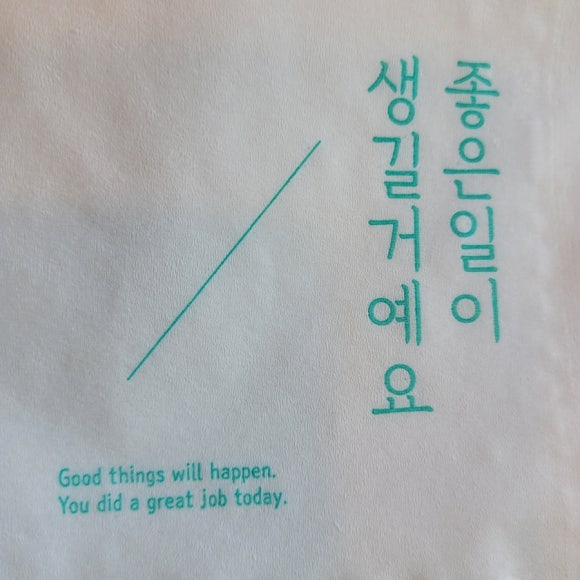 좋은일이
생길거예요
Good things will happen.
You did a great job today.